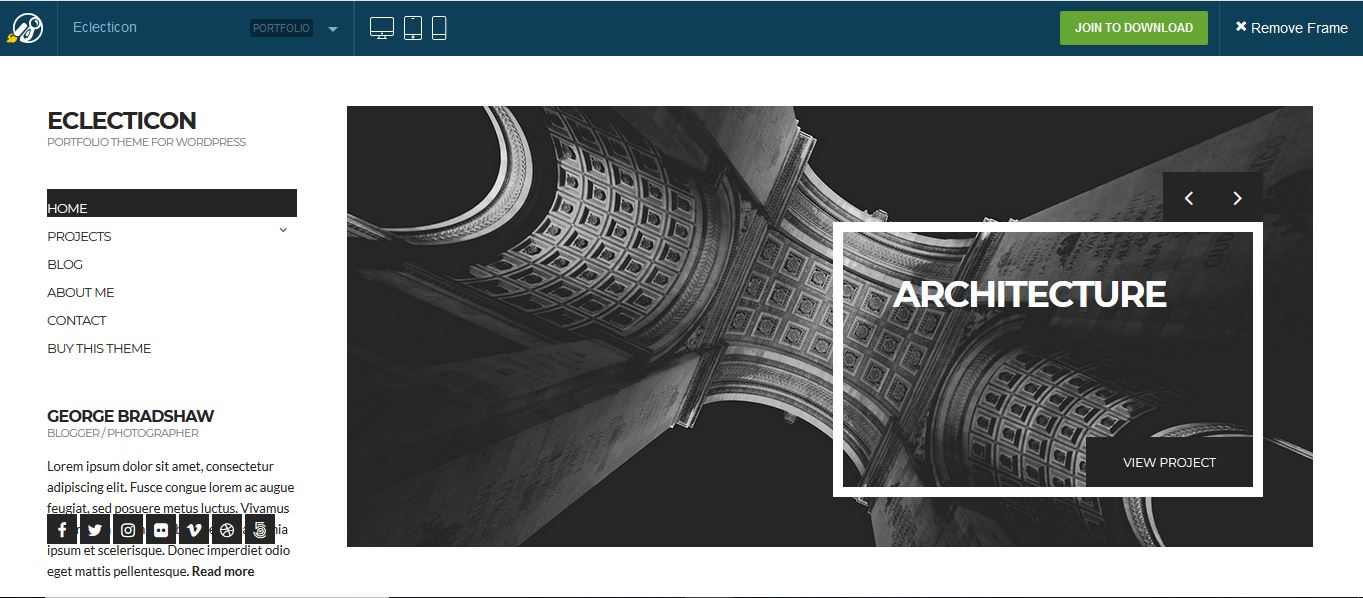 Eclecticon
PORTFOLIO
JOIN TO DOWNLOAD
Remove Frame
ECLECTICON
PORTFOLIO THEME FOR WORDPRESS
HOME
PROJECTS
BLOG
ABOUT ME
CONTACT
BUY THIS THEME
GEORGE BRADSHAW
BLOGGER / PHOTOGRAPHER
Lorem ipsum dolor sit amet, consectetur
adipiscing elit. Fusce congue lorem ac augue
feugiat, sed posuere metus luctus. Vivamus
ipsum et scelerisque. Donec imperdiet odio
eget mattis pellentesque. Read more
ARCHITECTURE
VIEW PROJECT